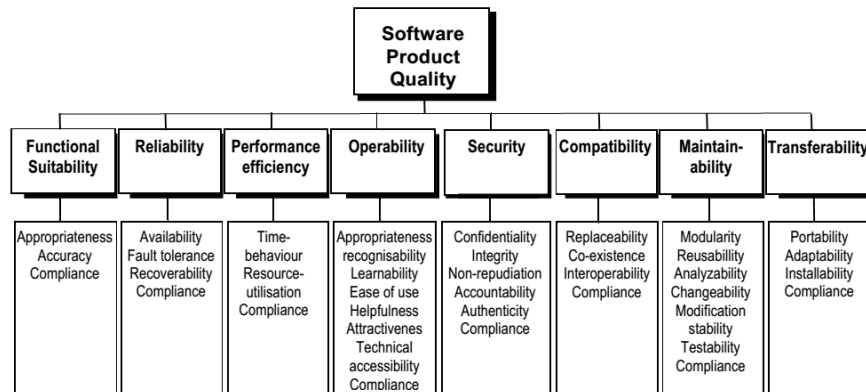 Software
Product
Quality
Functional
Suitability
Reliability
Performance
efficiency
Operability
Security
Compatibility
Maintain-
ability
Transferability
Appropriateness
Accuracy
Compliance
Availability
Fault tolerance
Recoverability
Compliance
Time-
behaviour
Resource-
utilisation
Compliance
Appropriateness
recognisability
Learnability
Ease of use
Helpfulness
Attractivenes
Technical
accessibility
Compliance
Confidentiality
Integrity
Non-repudiation
Accountability
Authenticity
Compliance
Replaceability
Co-existence
Interoperability
Compliance
Modularity
Reusability
Analyzability
Changeability
Modification
stability
Testability
Compliance
Portability
Adaptability
Installability
Compliance